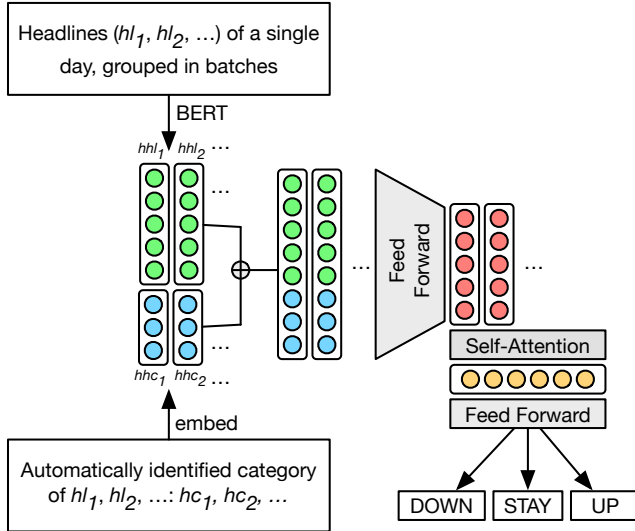 Headlines (hl1, hl2, …) of a single
day, grouped in batches
BERT
hhl1 hhl2 …
…
… Feed Forward …
…
hhc1 hhc2 …
embed
Automatically identified category
of hl1, hl2, …: hc1, hc2, …
Self-Attention
Feed Forward
DOWN STAY UP